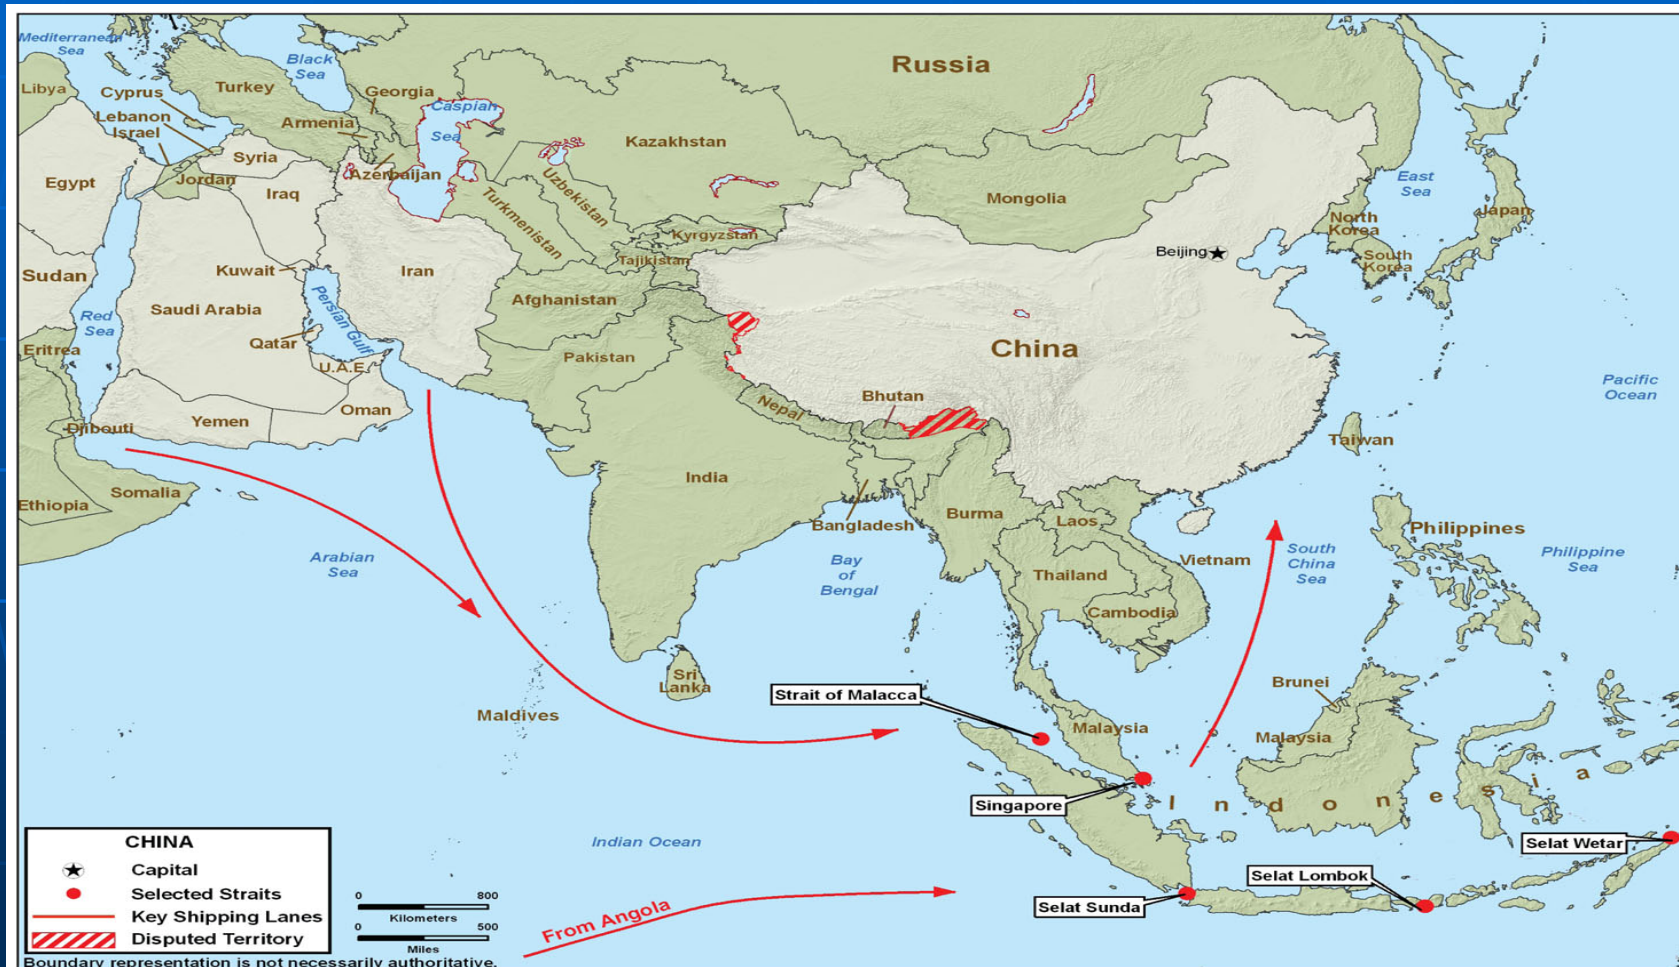 Mediterranean
Sea
Black
Sea
Russia
Libya
Cyprus
Turkey
Georgia
Caspian
Sea
Lebanon
Israel
Armenia
Kazakhstan
Syria
Egypt
Jordan
Iraq
Azerbaijan
Uzbekistan
Turkmenistan
Mongolia
East
Sea
Japan
North
Korea
South
Korea
Kyrgyzstan
Tajikistan
Beijing
Sudan
Kuwait
Iran
Afghanistan
Saudi Arabia
Persian Gulf
Red
Sea
Qatar
Eritrea
Pakistan
China
U.A.E.
Pacific
Ocean
Bhutan
Nepal
Oman
Yemen
Djibouti
Taiwan
India
Somalia
Ethiopia
Burma
Laos
Bangladesh
Philippines
Arabian
Sea
Bay
of
Bengal
Vietnam
South
China
Sea
Philippine
Sea
Thailand
Cambodia
Sri
Lanka
Brunei
Strait of Malacca
Maldives
Malaysia
Malaysia
Singapore
Indonesia
Indian Ocean
Selat Wetar
Selat Lombok
Selat Sunda
From Angola
CHINA
Capital
Selected Straits
Key Shipping Lanes
Disputed Territory
0 800
Kilometers
0 500
Miles
Boundary representation is not necessarily authoritative.